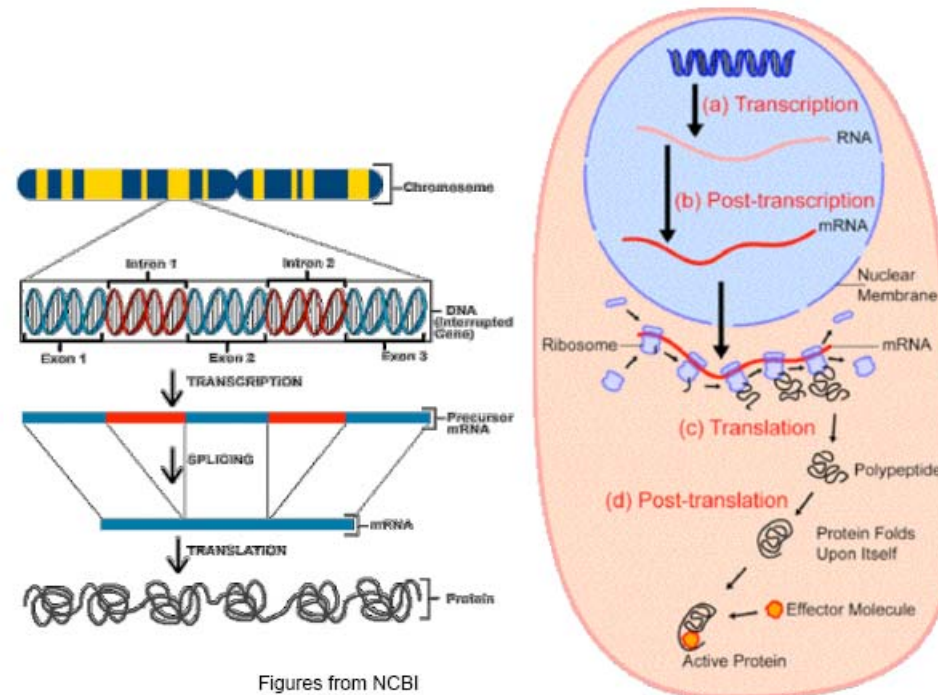 Chromosome
Intron 1
Intron 2
DNA
(Interrupted
Gene)
Exon 1
Exon 2
Exon 3
TRANSCRIPTION
Precursor
mRNA
SPLICING
mRNA
TRANSLATION
Protein
Figures from NCBI
(a) Transcription
RNA
(b) Post-transcription
mRNA
Nuclear
Membrane
Ribosome
mRNA
(c) Translation
Polypeptide
(d) Post-translation
Protein Folds
Upon Itself
Effector Molecule
Active Protein